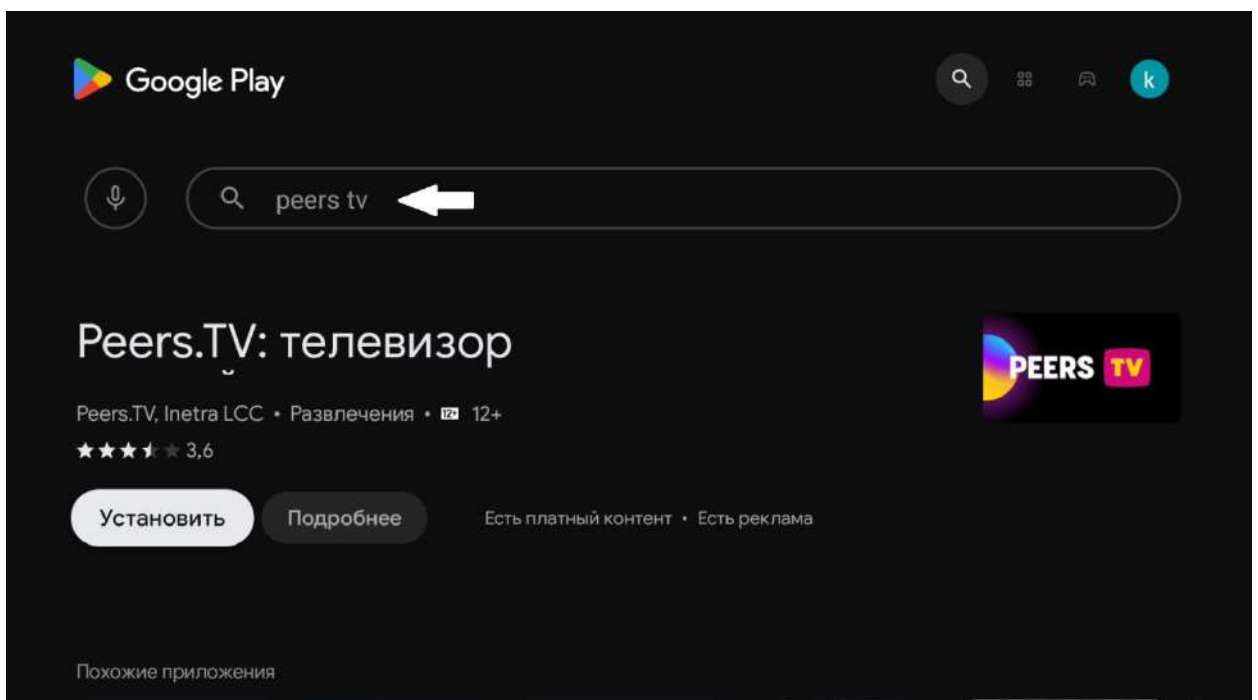 Google Play
k
peers tv
Peers.TV: телевизор
PEERS TV
Peers.TV, Inetra LCC • Развлечения • 12+ 12+
3,6
Установить
Подробнее
Есть платный контент • Есть реклама
Похожие приложения